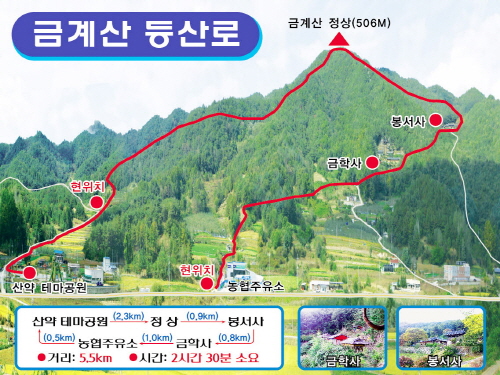 금계산 등산로
금계산 정상(506M)
봉서사
금학사
현위치
산약 테마공원
현위치
농협주유소
산약 테마공원 (2,3km) 정 상 (0,9km) 봉서사
(0,5km) 농협주유소 (1,0km) 금학사 (0,8km)
거리: 5,5km 시간: 2시간 30분 소요
금학사
봉서사